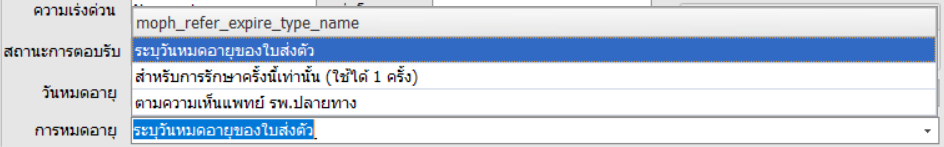 ความเร่งด่วน
moph_refer_expire_type_name
สถานะการตอบรับ
ระบุวันหมดอายุของใบส่งตัว
สำหรับการรักษาครั้งนี้เท่านั้น (ใช้ได้ 1 ครั้ง)
วันหมดอายุ
ตามความเห็นแพทย์ รพ.ปลายทาง
การหมดอายุ ระบุวันหมดอายุของใบส่งตัว